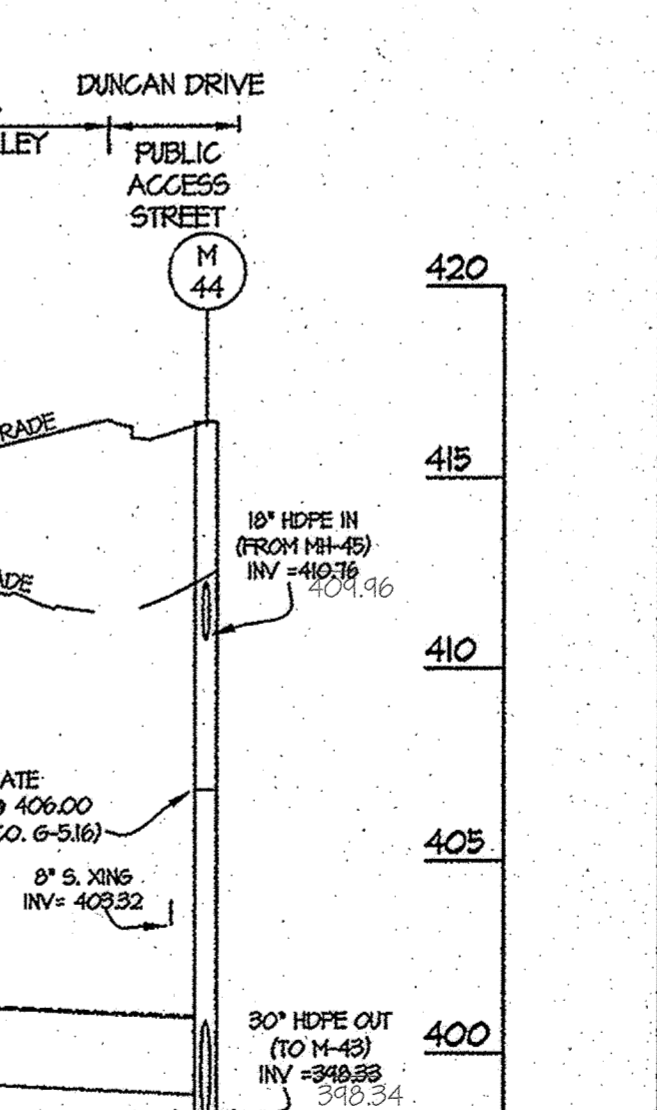 DUNCAN DRIVE
LEY
PUBLIC
ACCESS
STREET
M
44
420
RADE
415
18" HDPE IN
(FROM MH-45)
INV =410.76
409.96
ADE
410
ATE
@ 406.00
CO. G-5.16)
405
8" S. XING
INV= 403.32
30" HDPE OUT
(TO M-43)
INV =398.33
398.34
400